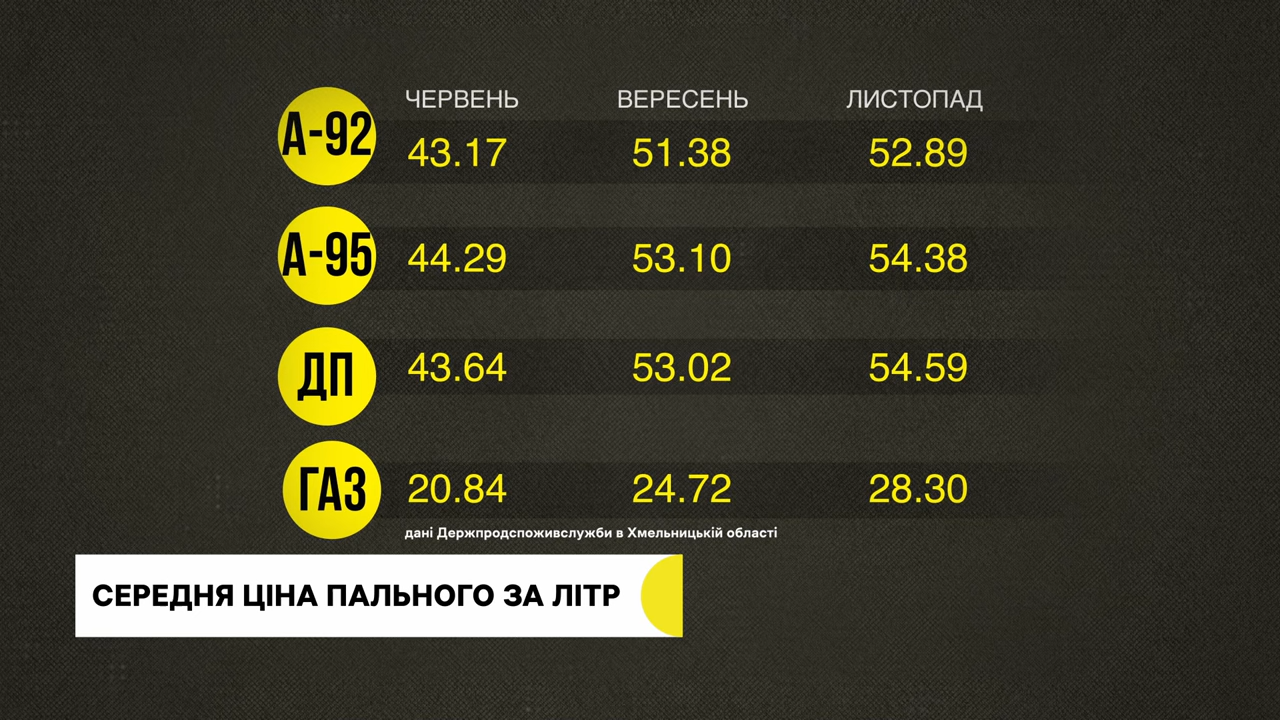 ЧЕРВЕНЬ ВЕРЕСЕНЬ ЛИСТОПАД
А-92 43.17 51.38 52.89
А-95 44.29 53.10 54.38
ДП 43.64 53.02 54.59
ГАЗ 20.84 24.72 28.30
дані Держпродспоживслужби в Хмельницькій області
СЕРЕДНЯ ЦІНА ПАЛЬНОГО ЗА ЛІТР